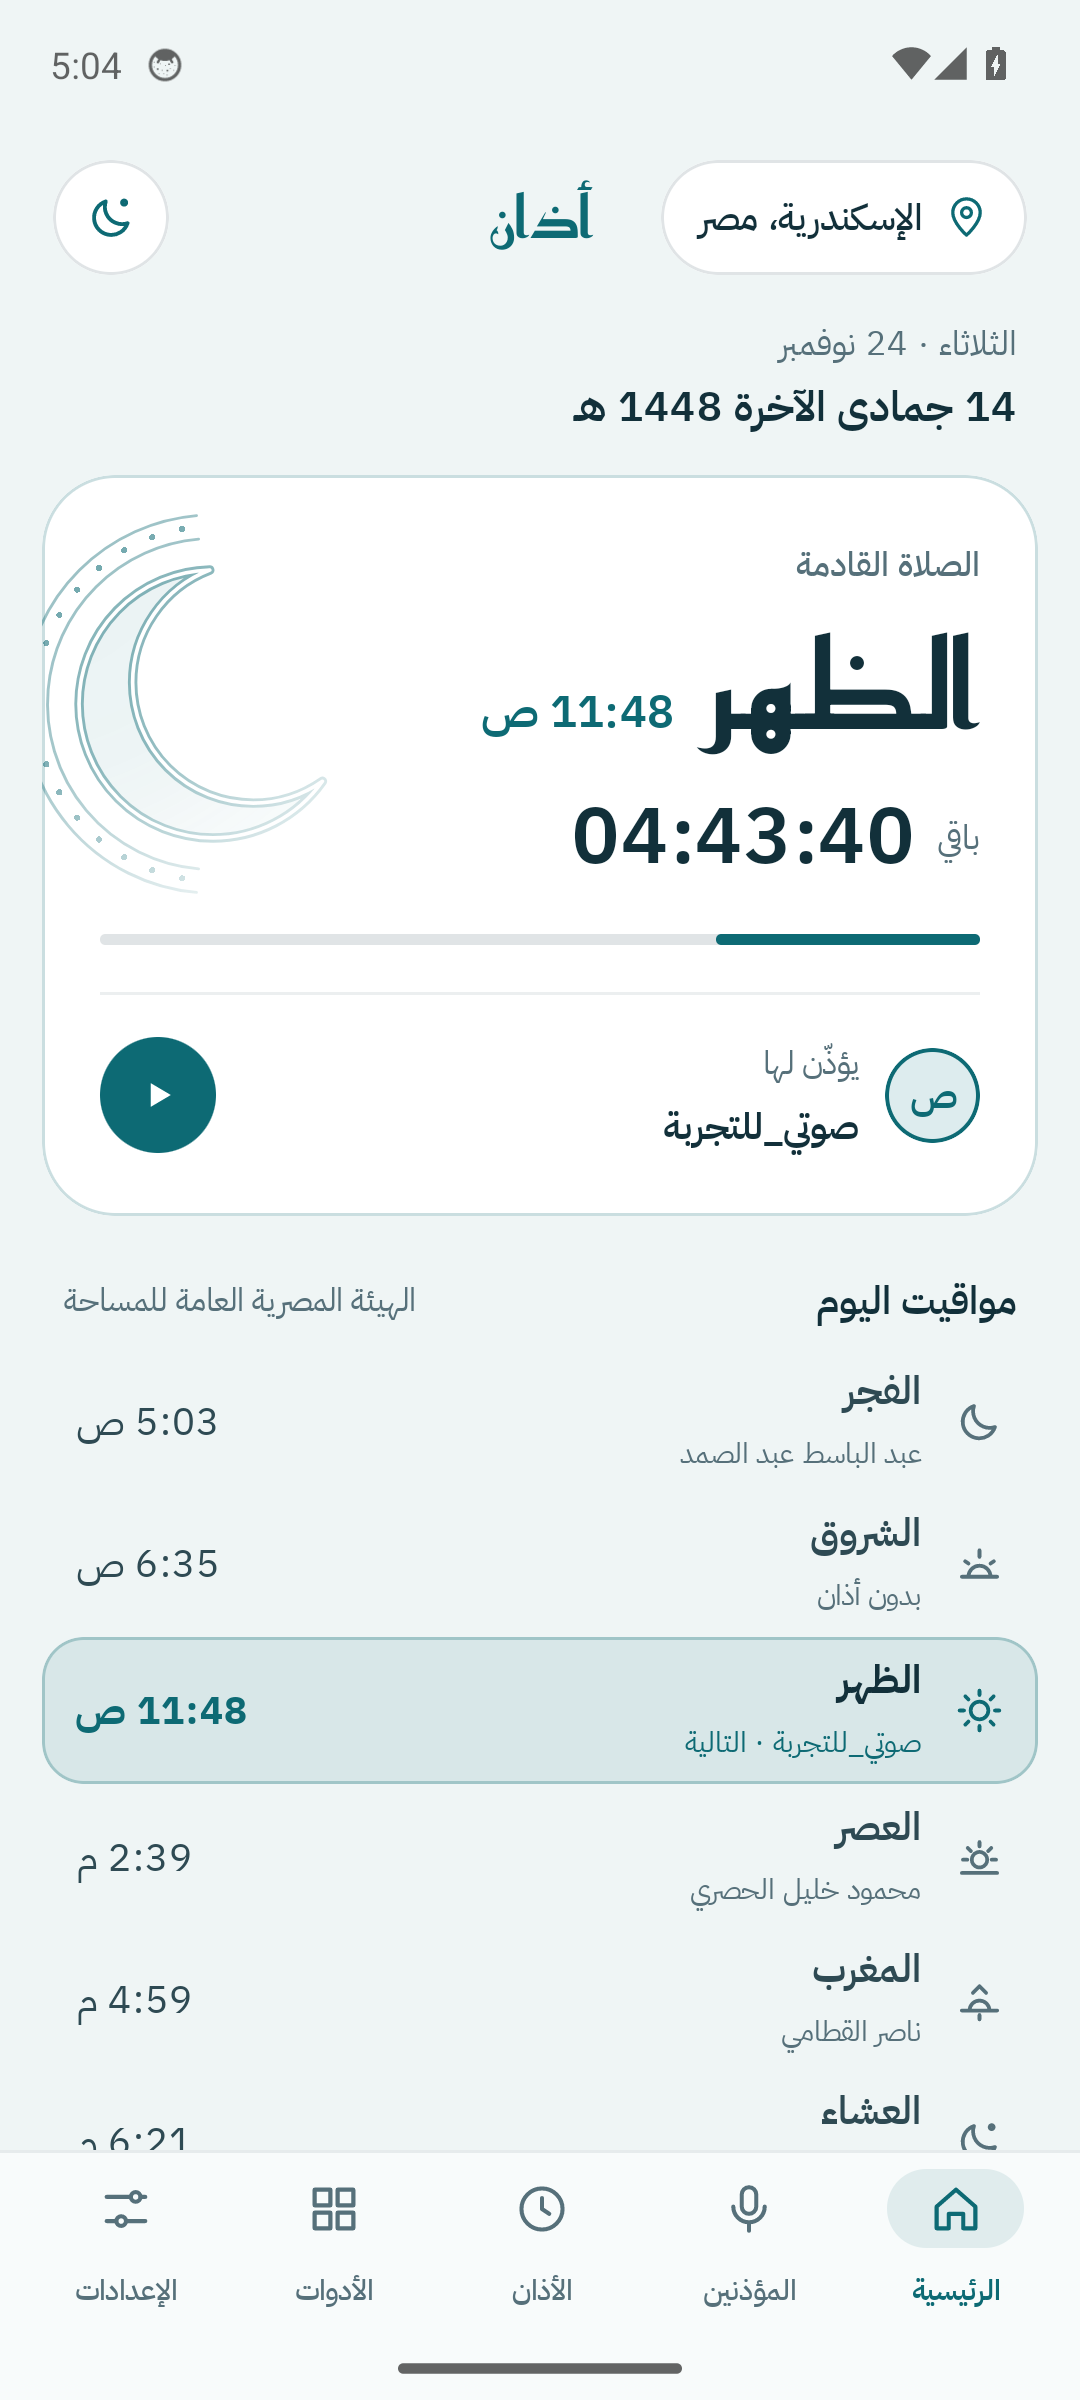 5:04
الإسكندرية، مصر
أذان
الثلاثاء · 24 نوفمبر
14 جمادى الآخرة 1448 هـ
الصلاة القادمة
الظهر 11:48 ص
باقي 04:43:40
ص
يؤذّن لها
صوتي_للتجربة
مواقيت اليوم
الهيئة المصرية العامة للمساحة
الفجر
عبد الباسط عبد الصمد
5:03 ص
الشروق
بدون أذان
6:35 ص
الظهر
صوتي_للتجربة · التالية
11:48 ص
العصر
محمود خليل الحصري
2:39 م
المغرب
ناصر القطامي
4:59 م
العشاء
6:21 م
الرئيسية
المؤذنين
الأذان
الأدوات
الإعدادات